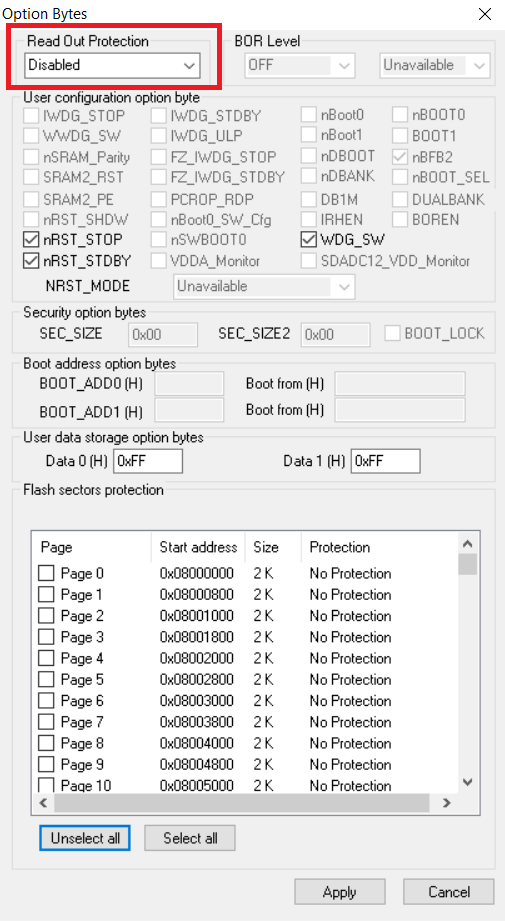 Option Bytes
Read Out Protection BOR Level
Disabled OFF Unavailable
User configuration option byte
IWDG_STOP IWDG_STDBY nBoot0 nBOOT0
WWDG_SW IWDG_ULP nBoot1 BOOT1
nSRAM_Parity FZ_IWDG_STOP nDBOOT nBFB2
SRAM2_RST FZ_IWDG_STDBY nDBANK nBOOT_SEL
SRAM2_PE PCROP_RDP DB1M DUALBANK
nRST_SHDW nBoot0_SW_Cfg IRHEN BOREN
nRST_STOP nSWBOOT0 WDG_SW
nRST_STDBY VDDA_Monitor SDADC12_VDD_Monitor
NRST_MODE Unavailable
Security option bytes
SEC_SIZE 0x00 SEC_SIZE2 0x00 BOOT_LOCK
Boot address option bytes
BOOT_ADD0 (H) Boot from (H)
BOOT_ADD1 (H) Boot from (H)
User data storage option bytes
Data 0 (H) 0xFF Data 1 (H) 0xFF
Flash sectors protection
Page Start address Size Protection
Page 0 0x08000000 2 K No Protection
Page 1 0x08000800 2 K No Protection
Page 2 0x08001000 2 K No Protection
Page 3 0x08001800 2 K No Protection
Page 4 0x08002000 2 K No Protection
Page 5 0x08002800 2 K No Protection
Page 6 0x08003000 2 K No Protection
Page 7 0x08003800 2 K No Protection
Page 8 0x08004000 2 K No Protection
Page 9 0x08004800 2 K No Protection
Page 10 0x08005000 2 K No Protection
Unselect all Select all
Apply Cancel